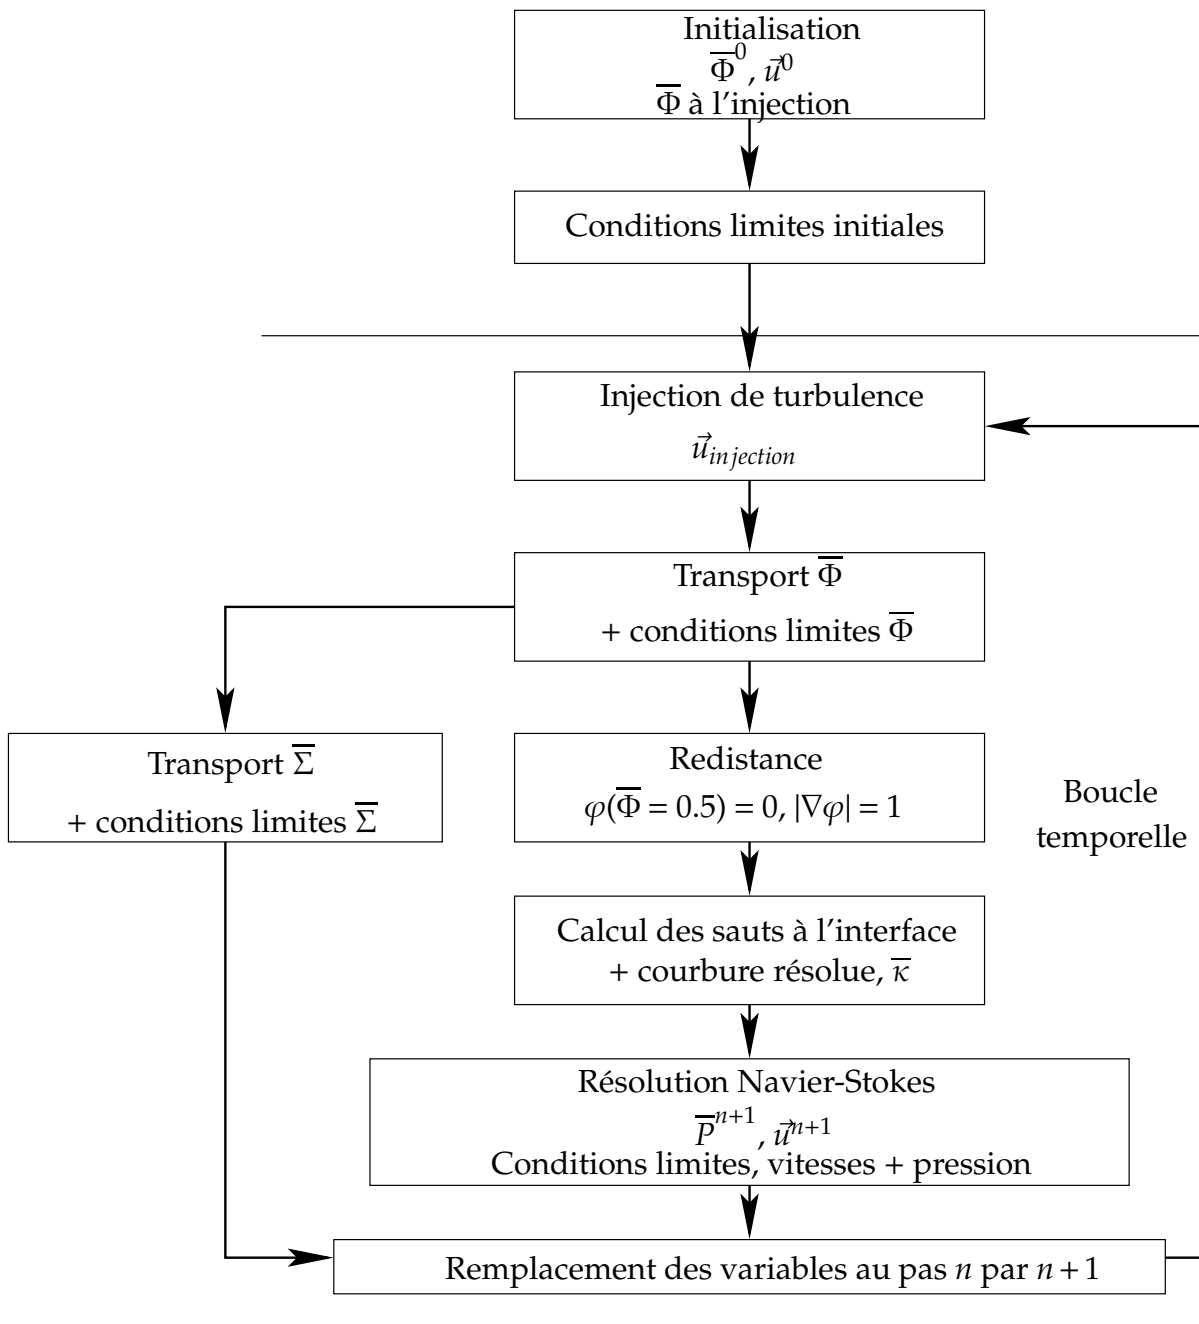 Initialisation
Φ̅⁰, u⃗⁰
Φ̅ à l'injection
Conditions limites initiales
Injection de turbulence
u⃗_injection
Transport Φ̅
+ conditions limites Φ̅
Transport Σ̅
+ conditions limites Σ̅
Redistance
φ(Φ̅ = 0.5) = 0, |∇φ| = 1
Boucle
temporelle
Calcul des sauts à l'interface
+ courbure résolue, κ̅
Résolution Navier-Stokes
P̅ⁿ⁺¹, u⃗ⁿ⁺¹
Conditions limites, vitesses + pression
Remplacement des variables au pas n par n + 1